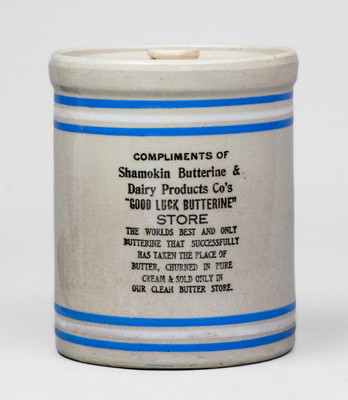 COMPLIMENTS OF
Shamokin Butterine &
Dairy Products Co's
"GOOD LUCK BUTTERINE"
STORE
THE WORLDS BEST AND ONLY
BUTTERINE THAT SUCCESSFULLY
HAS TAKEN THE PLACE OF
BUTTER, CHURNED IN PURE
CREAM & SOLD ONLY IN
OUR CLEAN BUTTER STORE.